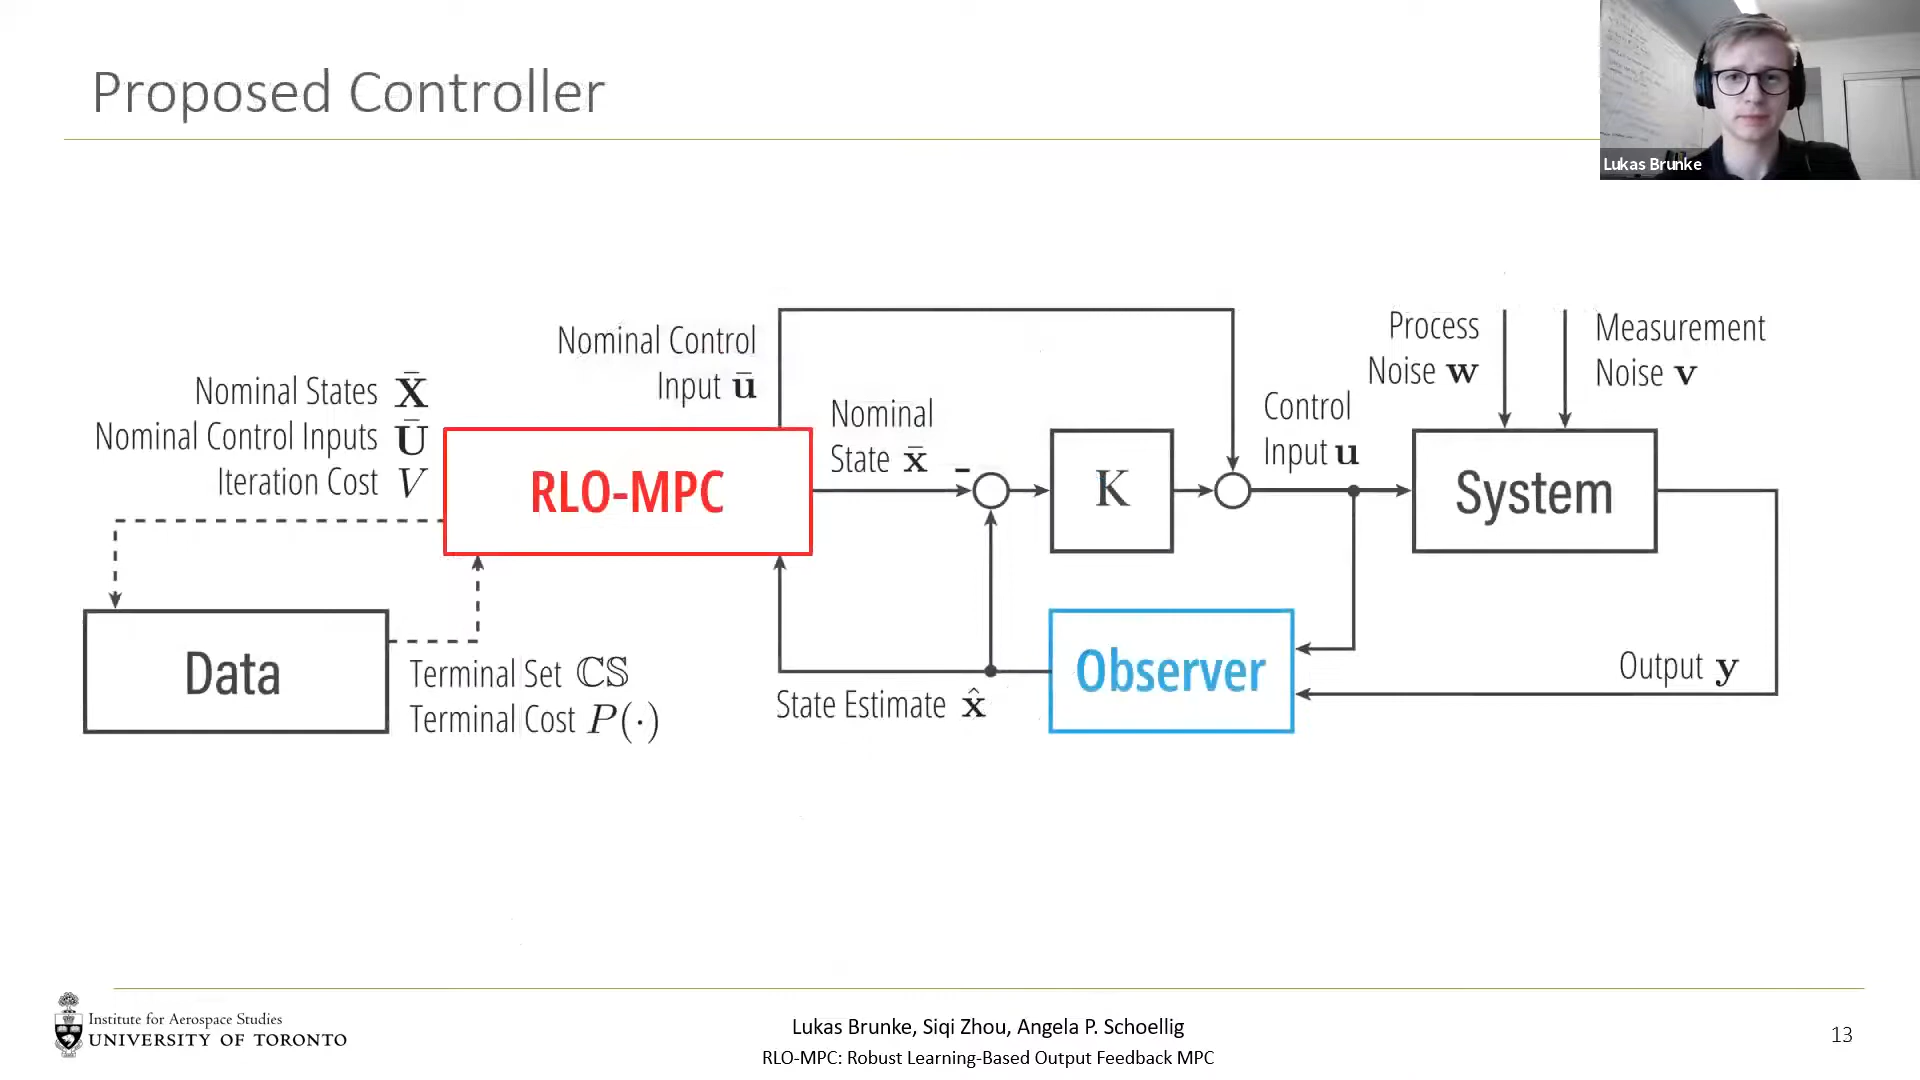 Proposed Controller
Lukas Brunke
Nominal Control
Input ū
Process
Noise w
Measurement
Noise v
Nominal States X̄
Nominal Control Inputs Ū
Iteration Cost V
Nominal
State x̄
-
Control
Input u
RLO-MPC
K
System
Data
Terminal Set ℂ𝕊
Terminal Cost P(·)
State Estimate x̂
Observer
Output y
Institute for Aerospace Studies
UNIVERSITY OF TORONTO
Lukas Brunke, Siqi Zhou, Angela P. Schoellig
RLO-MPC: Robust Learning-Based Output Feedback MPC
13